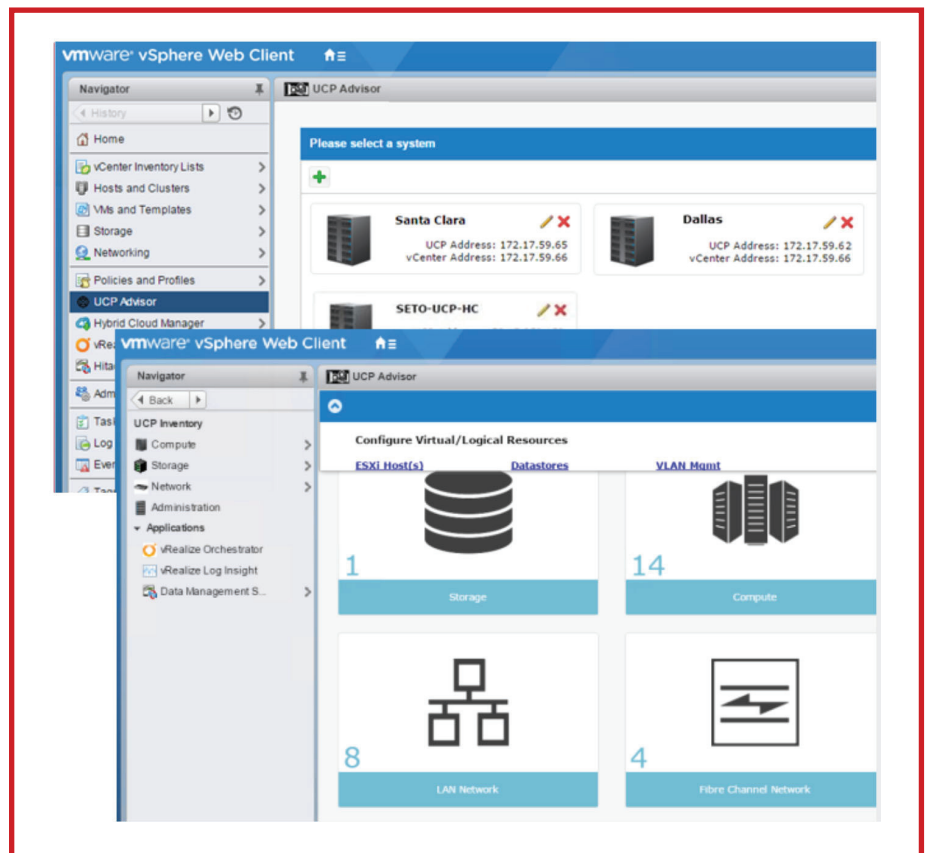 vmware® vSphere Web Client
Navigator
History
Home
vCenter Inventory Lists
Hosts and Clusters
VMs and Templates
Storage
Networking
Policies and Profiles
UCP Advisor
Hybrid Cloud Manager
UCP Advisor
Please select a system
Santa Clara
UCP Address: 172.17.59.65
vCenter Address: 172.17.59.66
Dallas
UCP Address: 172.17.59.62
vCenter Address: 172.17.59.66
SETO-UCP-HC
vmware® vSphere Web Client
Navigator
Back
UCP Inventory
Compute
Storage
Network
Administration
Applications
vRealize Orchestrator
vRealize Log Insight
Data Management S...
UCP Advisor
Configure Virtual/Logical Resources
ESXi Host(s) Datastores VLAN Mgmt
1
Storage
14
Compute
8
LAN Network
4
Fibre Channel Network